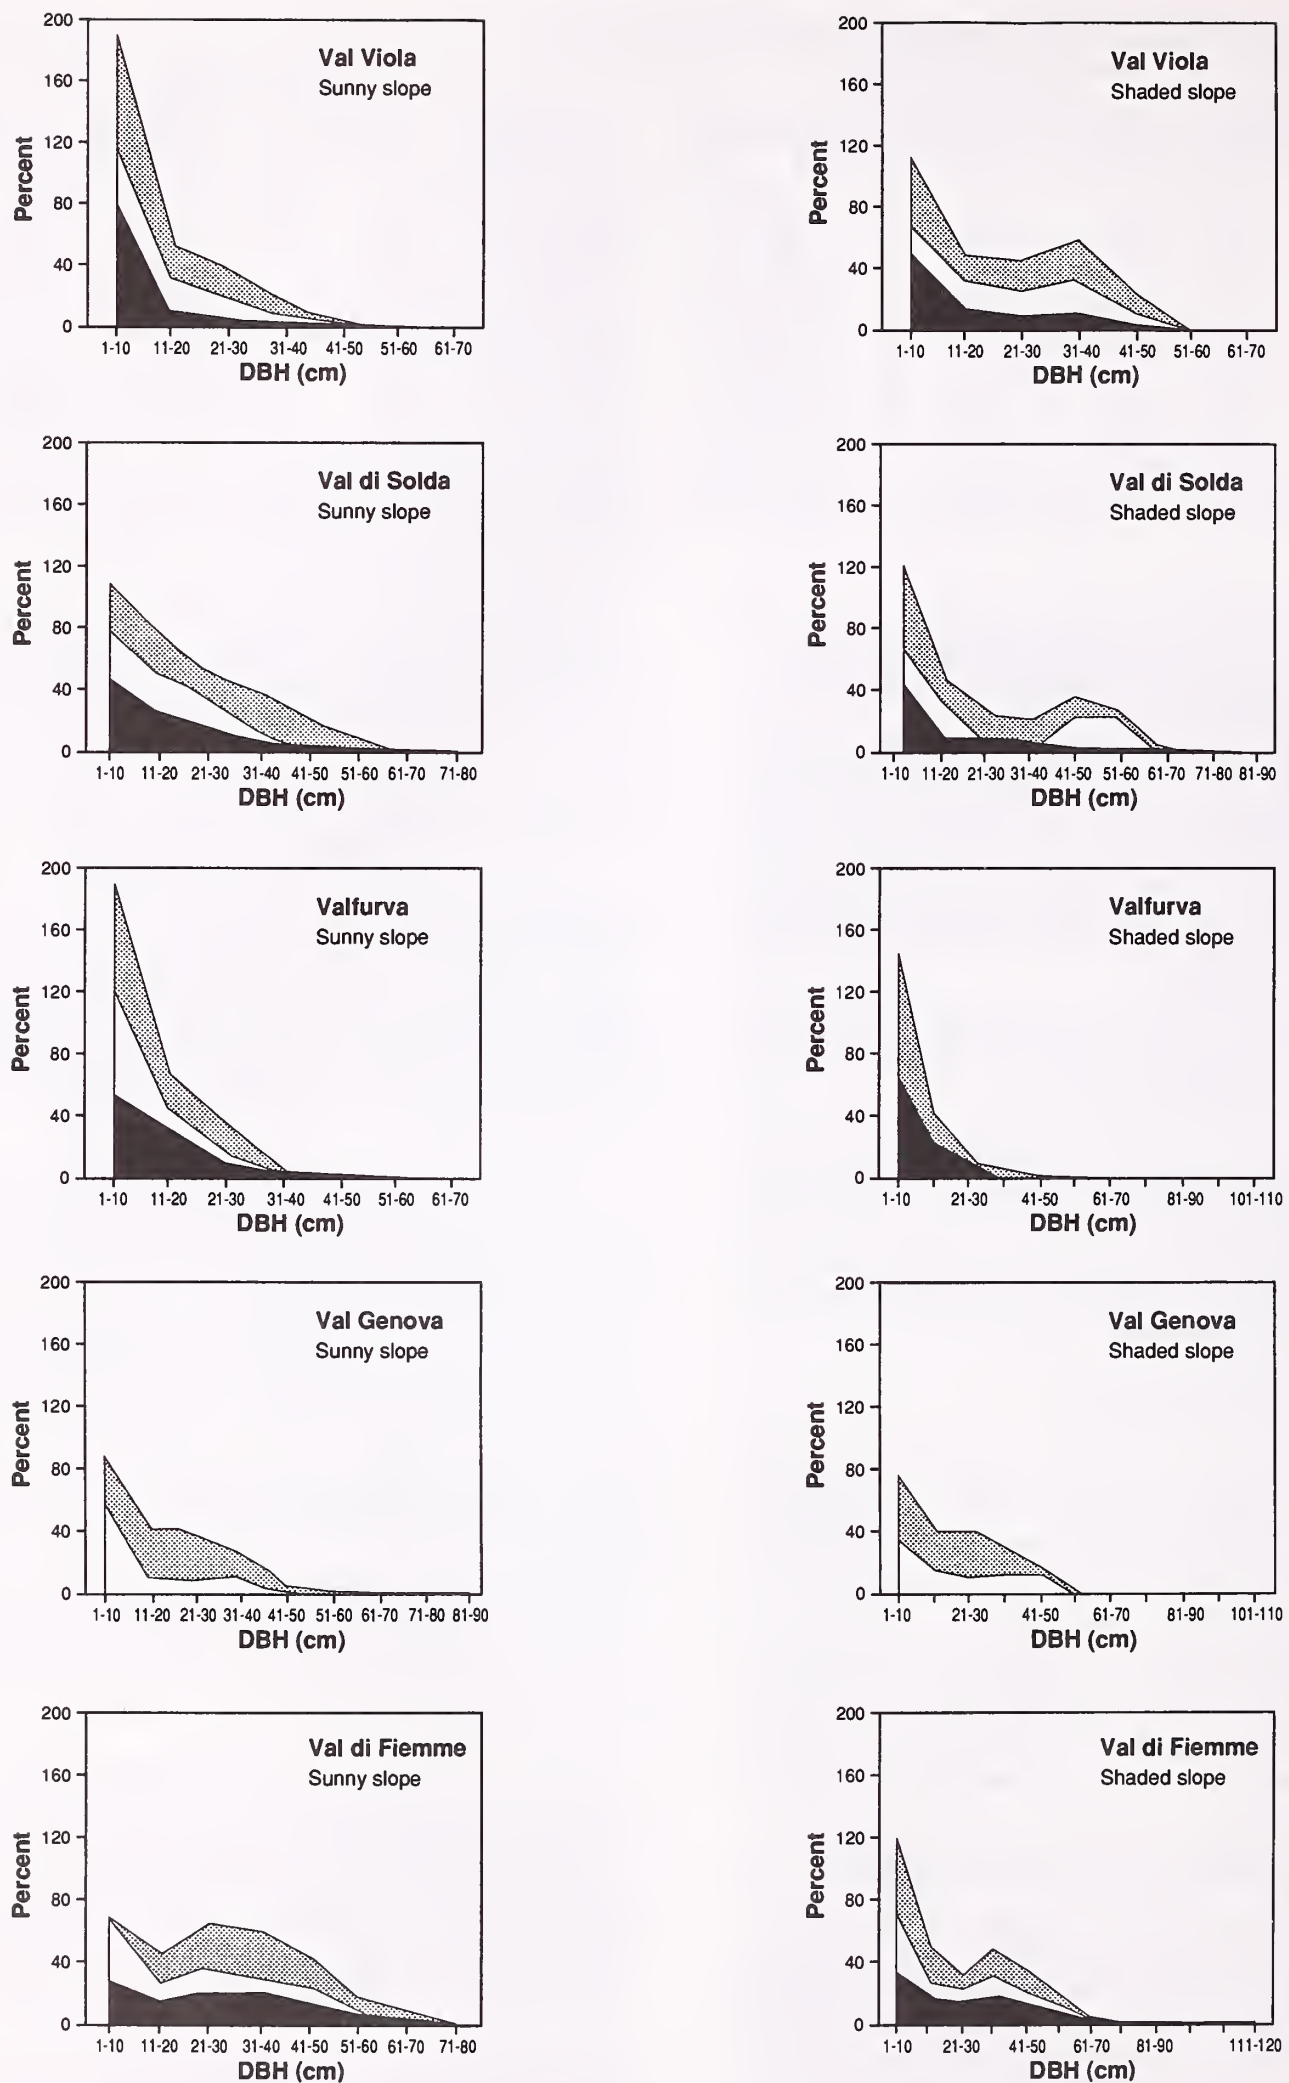 200
160
120
80
40
0
Percent
Val Viola
Sunny slope
1-10 11-20 21-30 31-40 41-50 51-60 61-70
DBH (cm)
200
160
120
80
40
0
Percent
Val Viola
Shaded slope
1-10 11-20 21-30 31-40 41-50 51-60 61-70
DBH (cm)
200
160
120
80
40
0
Percent
Val di Solda
Sunny slope
1-10 11-20 21-30 31-40 41-50 51-60 61-70 71-80
DBH (cm)
200
160
120
80
40
0
Percent
Val di Solda
Shaded slope
1-10 11-20 21-30 31-40 41-50 51-60 61-70 71-80 81-90
DBH (cm)
200
160
120
80
40
0
Percent
Valfurva
Sunny slope
1-10 11-20 21-30 31-40 41-50 51-60 61-70
DBH (cm)
200
160
120
80
40
0
Percent
Valfurva
Shaded slope
1-10 21-30 41-50 61-70 81-90 101-110
DBH (cm)
200
160
120
80
40
0
Percent
Val Genova
Sunny slope
1-10 11-20 21-30 31-40 41-50 51-60 61-70 71-80 81-90
DBH (cm)
200
160
120
80
40
0
Percent
Val Genova
Shaded slope
1-10 21-30 41-50 61-70 81-90 101-110
DBH (cm)
200
160
120
80
40
0
Percent
Val di Fiemme
Sunny slope
1-10 11-20 21-30 31-40 41-50 51-60 61-70 71-80
DBH (cm)
200
160
120
80
40
0
Percent
Val di Fiemme
Shaded slope
1-10 21-30 41-50 61-70 81-90 111-120
DBH (cm)